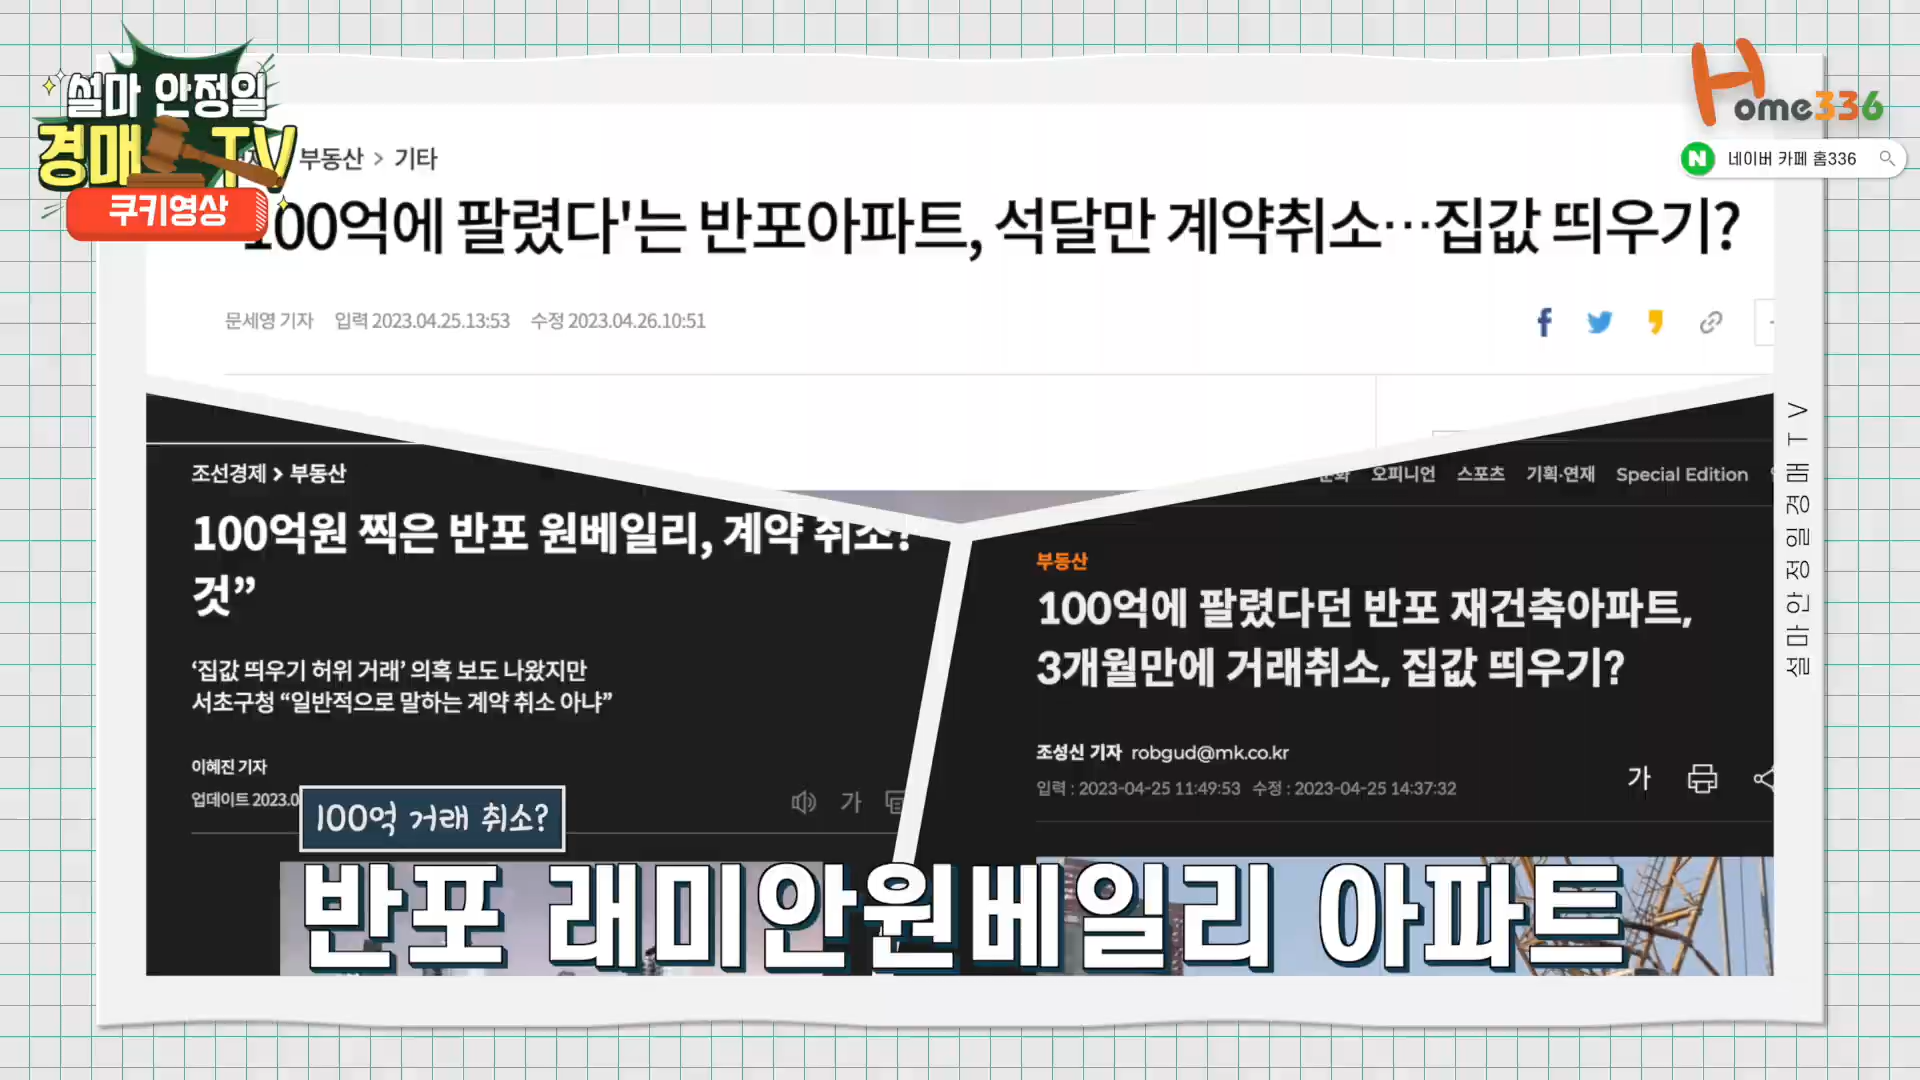 설마 안정일
경매 TV
쿠키영상
Home336
네이버 카페 홈336
부동산 > 기타
'100억에 팔렸다'는 반포아파트, 석달만 계약취소…집값 띄우기?
문세영 기자 입력 2023.04.25.13:53 수정 2023.04.26.10:51
조선경제 > 부동산
100억원 찍은 반포 원베일리, 계약 취소?
것”
‘집값 띄우기 허위 거래’ 의혹 보도 나왔지만
서초구청 “일반적으로 말하는 계약 취소 아냐”
이혜진 기자
업데이트 2023.0
가
오피니언 스포츠 기획·연재 Special Edition
부동산
100억에 팔렸다던 반포 재건축아파트,
3개월만에 거래취소, 집값 띄우기?
조성신 기자 robgud@mk.co.kr
입력 : 2023-04-25 11:49:53 수정 : 2023-04-25 14:37:32
가
설마안정일경매TV
100억 거래 취소?
반포 래미안원베일리 아파트